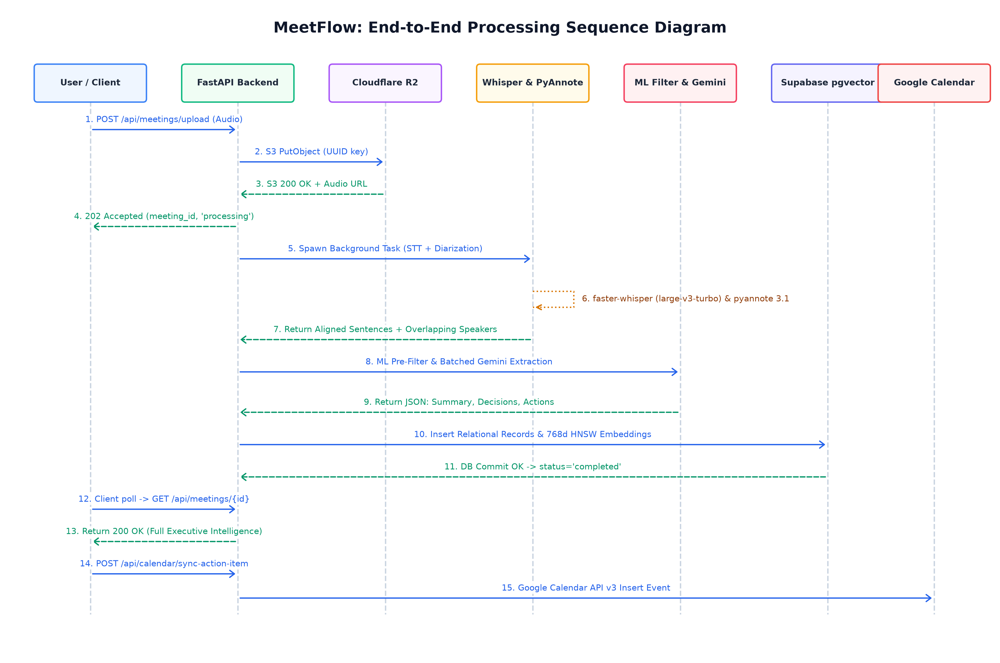 MeetFlow: End-to-End Processing Sequence Diagram
User / Client
FastAPI Backend
Cloudflare R2
Whisper & PyAnnote
ML Filter & Gemini
Supabase pgvector
Google Calendar
1. POST /api/meetings/upload (Audio)
2. S3 PutObject (UUID key)
3. S3 200 OK + Audio URL
4. 202 Accepted (meeting_id, 'processing')
5. Spawn Background Task (STT + Diarization)
6. faster-whisper (large-v3-turbo) & pyannote 3.1
7. Return Aligned Sentences + Overlapping Speakers
8. ML Pre-Filter & Batched Gemini Extraction
9. Return JSON: Summary, Decisions, Actions
10. Insert Relational Records & 768d HNSW Embeddings
11. DB Commit OK -> status='completed'
12. Client poll -> GET /api/meetings/{id}
13. Return 200 OK (Full Executive Intelligence)
14. POST /api/calendar/sync-action-item
15. Google Calendar API v3 Insert Event